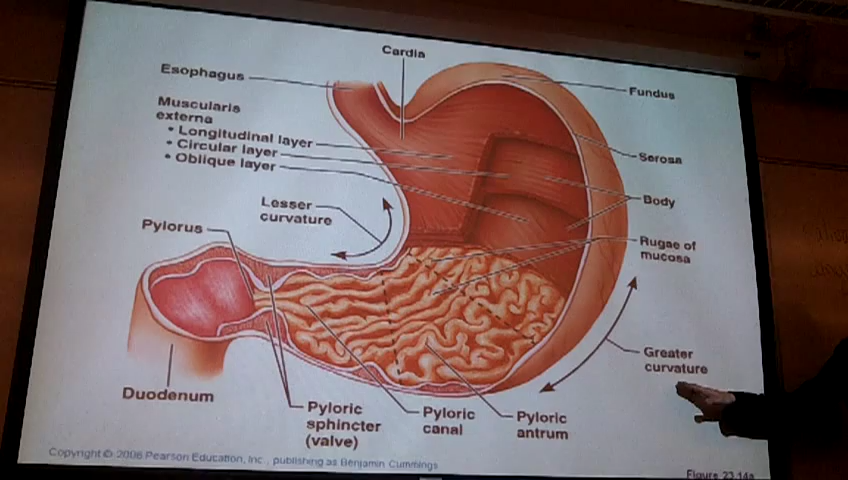 Cardia
Esophagus
Fundus
Muscularis
externa
• Longitudinal layer
• Circular layer
• Oblique layer
Serosa
Body
Lesser
curvature
Pylorus
Rugae of
mucosa
Greater
curvature
Duodenum
Pyloric
sphincter
(valve)
Pyloric
canal
Pyloric
antrum
Copyright © 2006 Pearson Education, Inc., publishing as Benjamin Cummings
Figure 23.14a